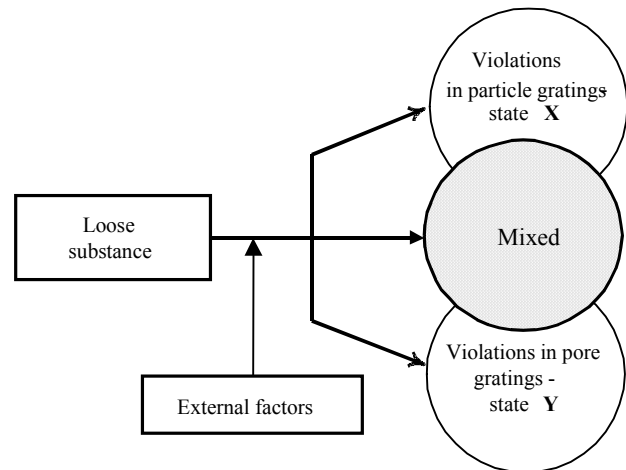 Violations
in particle gratings-
state X
Loose
substance
Mixed
Violations in pore
gratings -
state Y
External factors